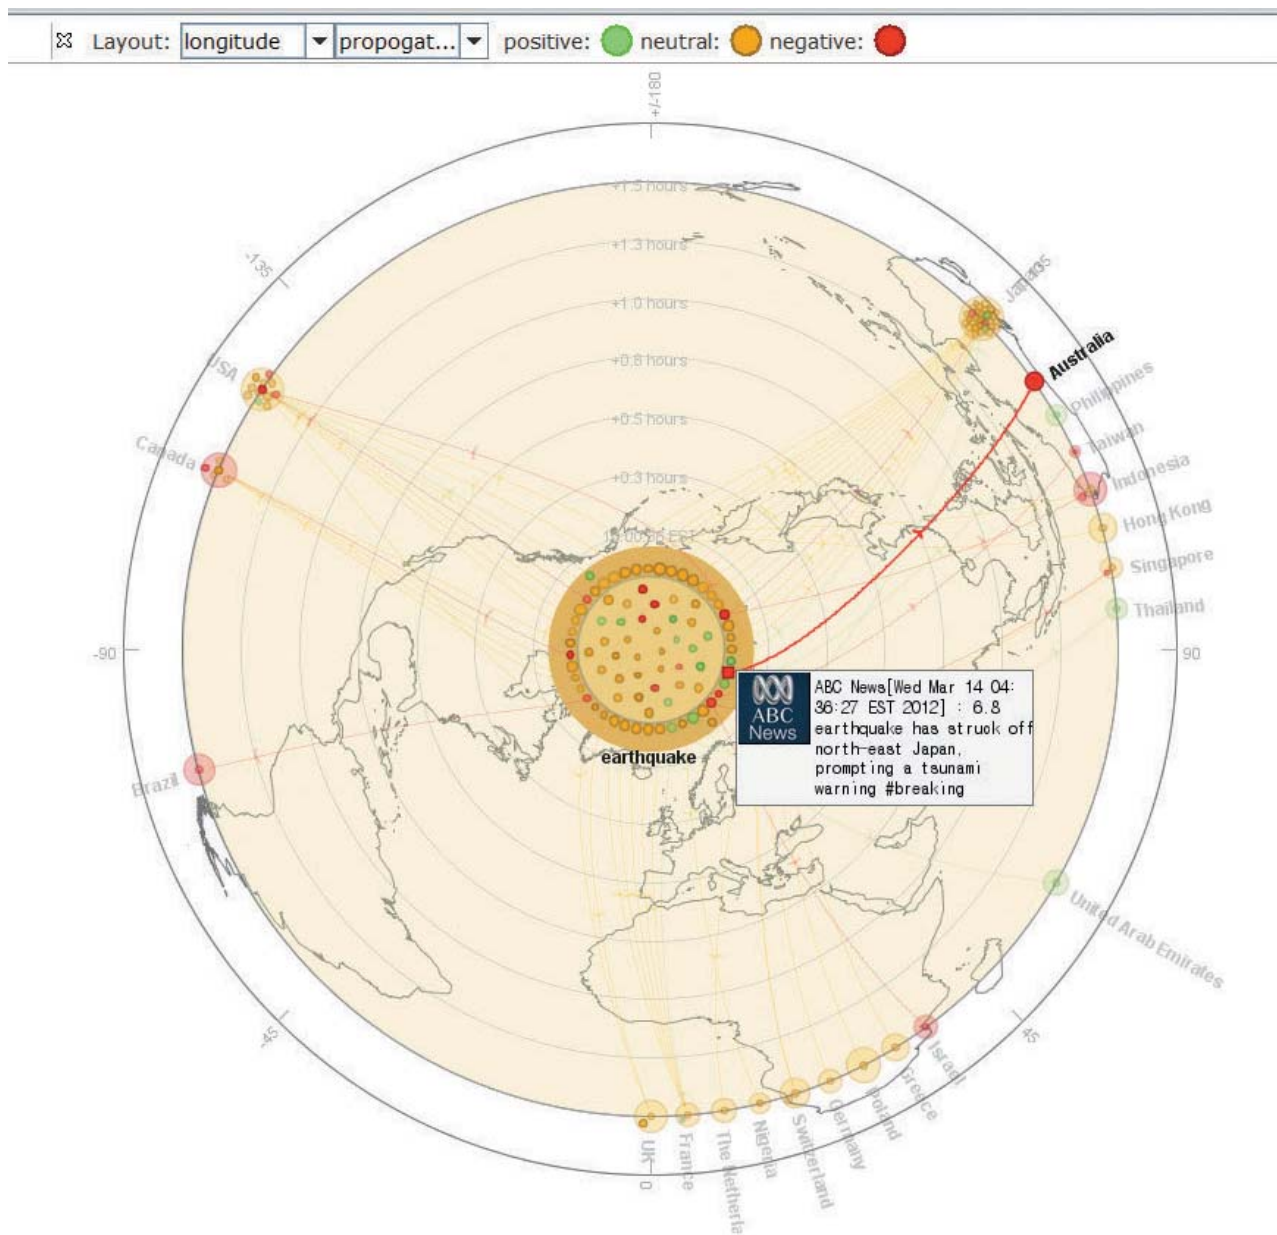 Layout: longitude propogat... positive: neutral: negative:
+/-180
+1.5 hours
+1.3 hours
+1.0 hours
+0.8 hours
+0.5 hours
+0.3 hours
-135
USA
Canada
-90
Brazil
-45
Japan
135
Australia
Philippines
Taiwan
Indonesia
Hong Kong
Singapore
Thailand
90
earthquake
ABC
News
ABC News[Wed Mar 14 04:
36:27 EST 2012] : 6.8
earthquake has struck off
north-east Japan,
prompting a tsunami
warning #breaking
United Arab Emirates
45
Israel
Greece
Poland
Germany
Switzerland
Nigeria
The Netherla
France
UK
0